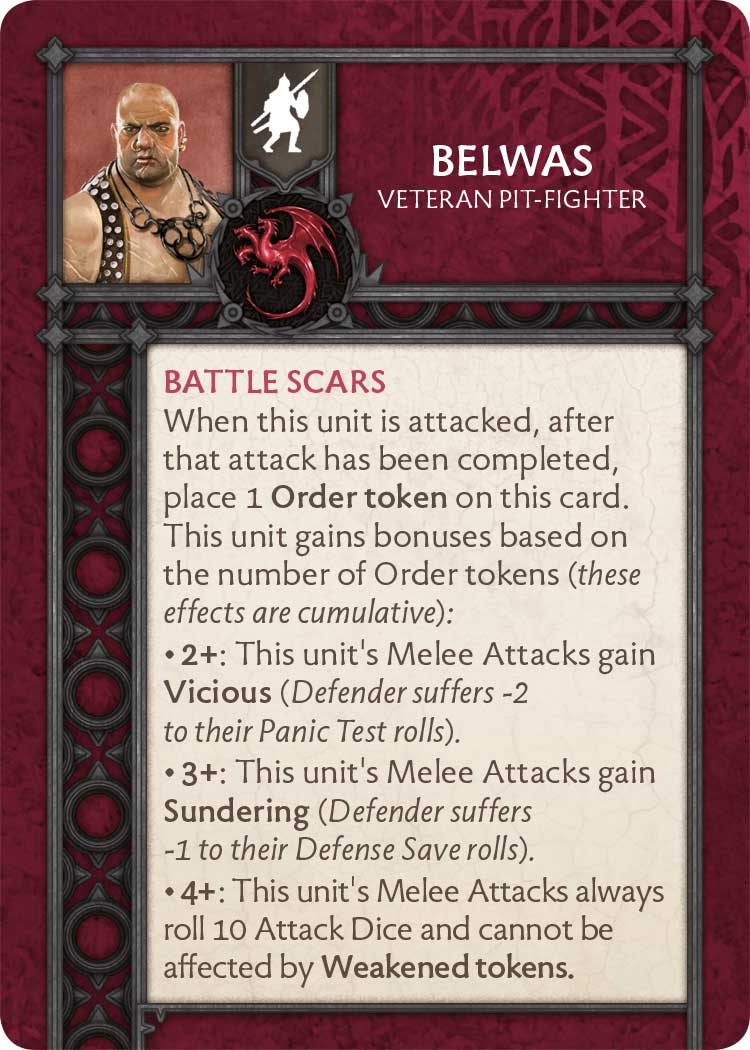 BELWAS
VETERAN PIT-FIGHTER
BATTLE SCARS
When this unit is attacked, after
that attack has been completed,
place 1 Order token on this card.
This unit gains bonuses based on
the number of Order tokens (these
effects are cumulative):
• 2+: This unit's Melee Attacks gain
Vicious (Defender suffers -2
to their Panic Test rolls).
• 3+: This unit's Melee Attacks gain
Sundering (Defender suffers
-1 to their Defense Save rolls).
• 4+: This unit's Melee Attacks always
roll 10 Attack Dice and cannot be
affected by Weakened tokens.